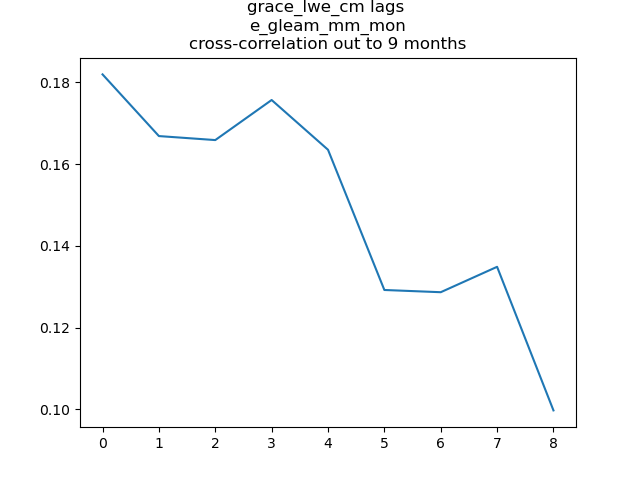 grace_lwe_cm lags
e_gleam_mm_mon
cross-correlation out to 9 months
0.18
0.16
0.14
0.12
0.10
0 1 2 3 4 5 6 7 8